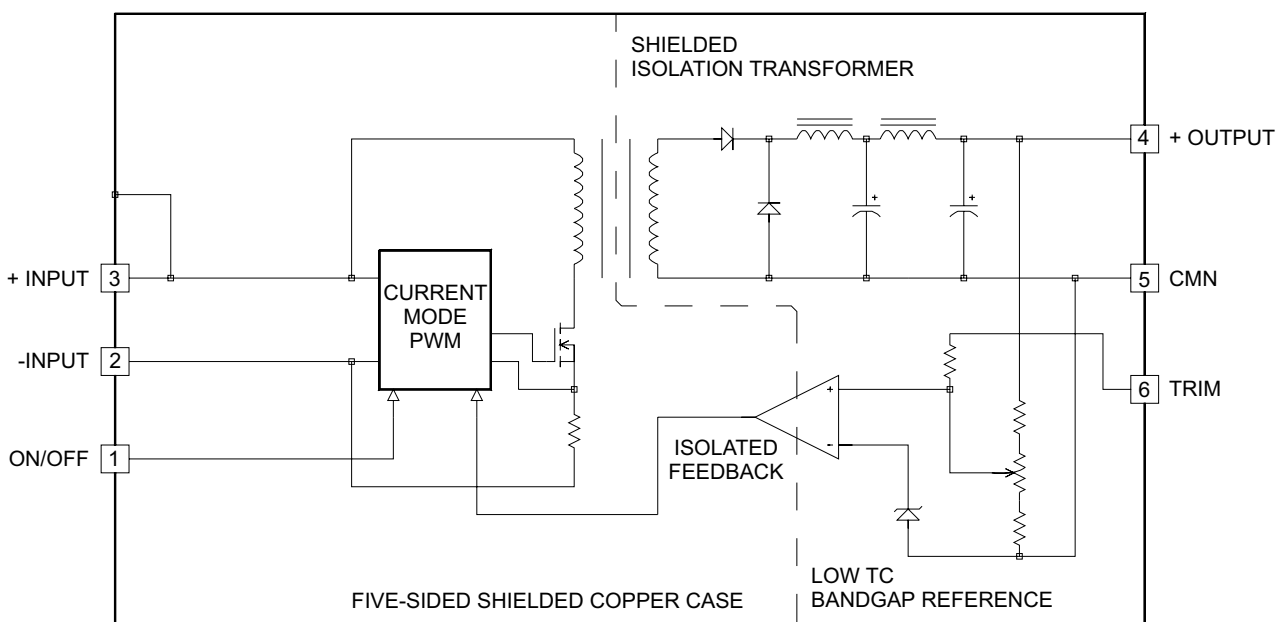 SHIELDED
ISOLATION TRANSFORMER
4 + OUTPUT
+ INPUT 3
CURRENT
MODE
PWM
5 CMN
-INPUT 2
+
+
+
-
6 TRIM
ON/OFF 1
ISOLATED
FEEDBACK
LOW TC
BANDGAP REFERENCE
FIVE-SIDED SHIELDED COPPER CASE